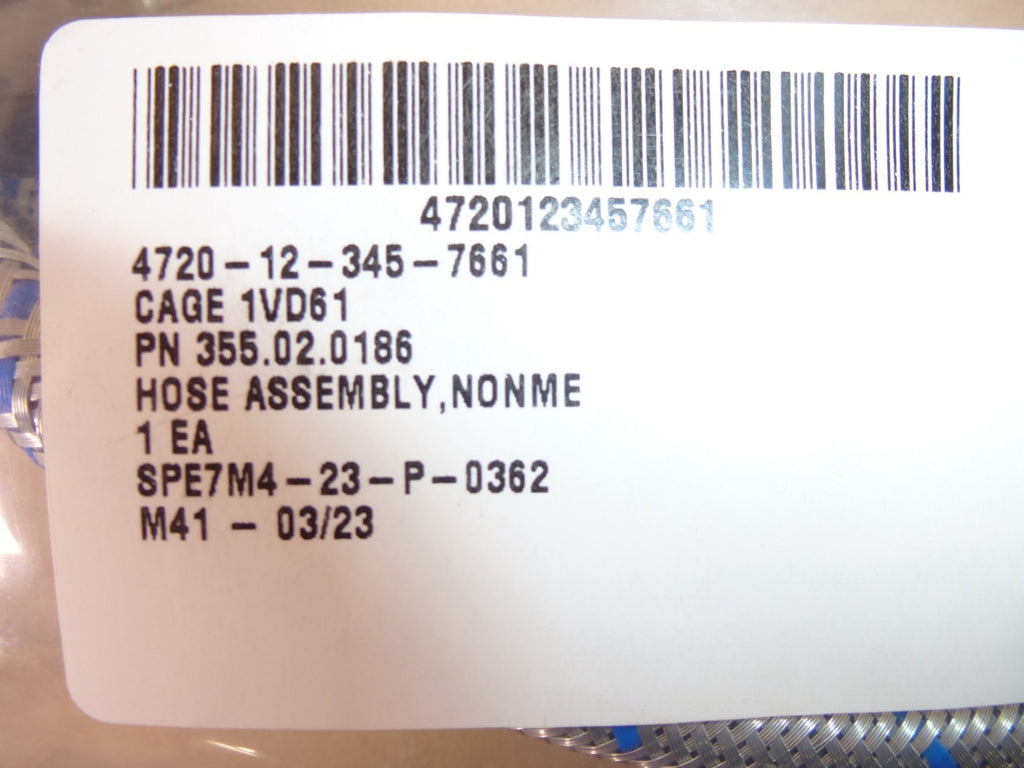 4720123457661
4720-12-345-7661
CAGE 1VD61
PN 355.02.0186
HOSE ASSEMBLY,NONME
1 EA
SPE7M4-23-P-0362
M41 - 03/23